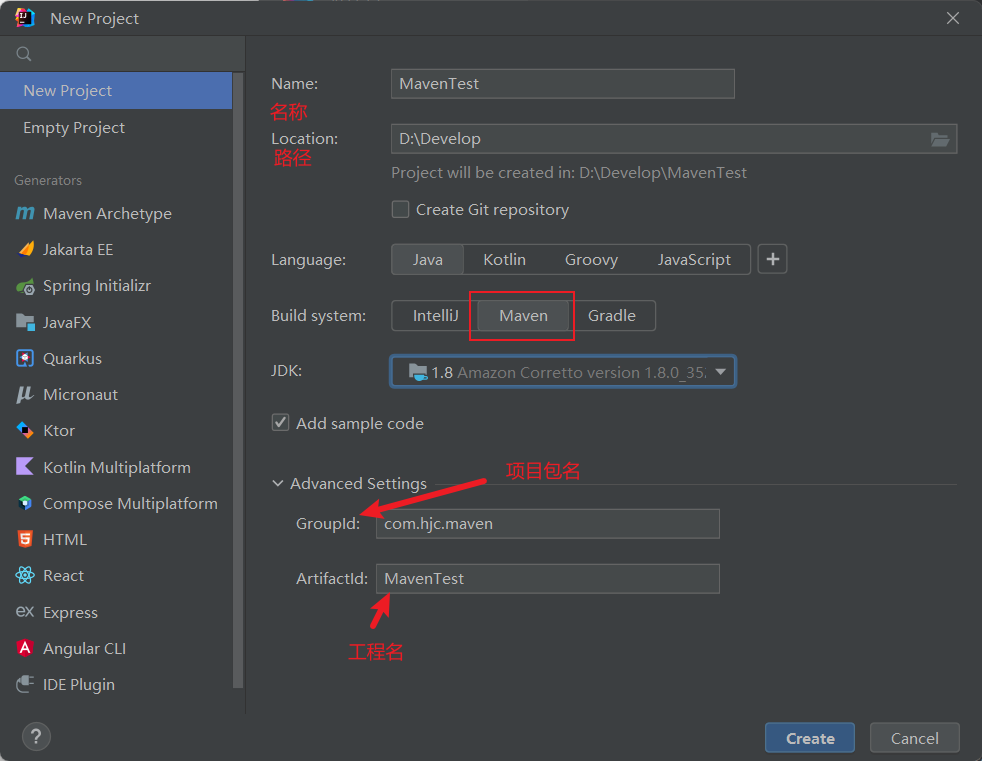 New Project
New Project
Empty Project
Generators
Maven Archetype
Jakarta EE
Spring Initializr
JavaFX
Quarkus
Micronaut
Ktor
Kotlin Multiplatform
Compose Multiplatform
HTML
React
Express
Angular CLI
IDE Plugin
Name: MavenTest
名称
Location: D:\Develop
路径
Project will be created in: D:\Develop\MavenTest
Create Git repository
Language: Java Kotlin Groovy JavaScript +
Build system: IntelliJ Maven Gradle
JDK: 1.8 Amazon Corretto version 1.8.0_35
Add sample code
项目包名
Advanced Settings
GroupId: com.hjc.maven
ArtifactId: MavenTest
工程名
? Create Cancel